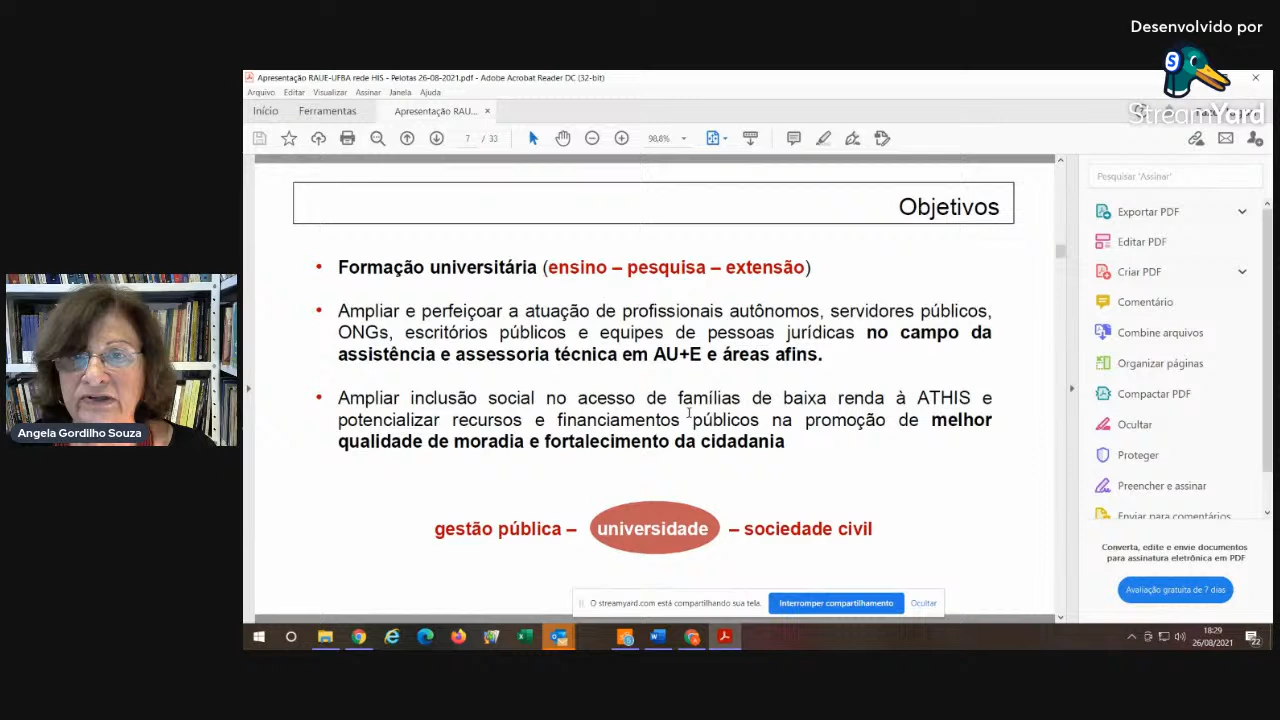 Desenvolvido por
StreamYard
Apresentação RAUE-UFBA rede HIS - Pelotas 26-08-2021.pdf - Adobe Acrobat Reader DC (32-bit)
Arquivo Editar Visualizar Assinar Janela Ajuda
Início Ferramentas Apresentação RAU... ×
7 / 33 98,8%
Pesquisar 'Assinar'
Objetivos
• Formação universitária (ensino – pesquisa – extensão)
• Ampliar e perfeiçoar a atuação de profissionais autônomos, servidores públicos,
ONGs, escritórios públicos e equipes de pessoas jurídicas no campo da
assistência e assessoria técnica em AU+E e áreas afins.
• Ampliar inclusão social no acesso de famílias de baixa renda à ATHIS e
potencializar recursos e financiamentos públicos na promoção de melhor
qualidade de moradia e fortalecimento da cidadania
gestão pública – universidade – sociedade civil
Angela Gordilho Souza
Exportar PDF
Editar PDF
Criar PDF
Comentário
Combine arquivos
Organizar páginas
Compactar PDF
Ocultar
Proteger
Preencher e assinar
Enviar para comentários
Converta, edite e envie documentos
para assinatura eletrônica em PDF
Avaliação gratuita de 7 dias
O streamyard.com está compartilhando sua tela. Interromper compartilhamento Ocultar
18:29
26/08/2021
22